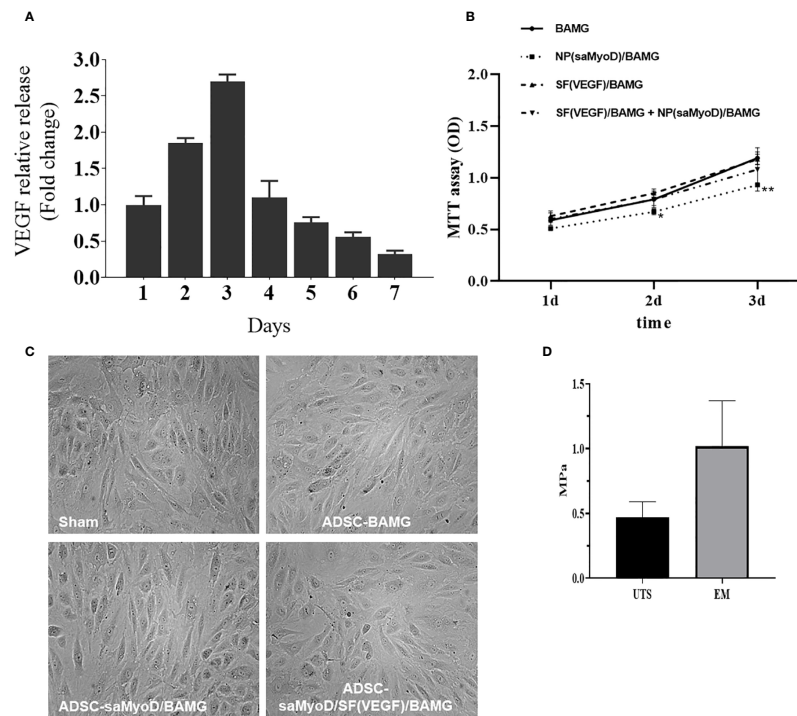 A
VEGF relative release
(Fold change)
3.0
2.5
2.0
1.5
1.0
0.5
0.0
1 2 3 4 5 6 7
Days
B
BAMG
NP(saMyoD)/BAMG
SF(VEGF)/BAMG
SF(VEGF)/BAMG + NP(saMyoD)/BAMG
MTT assay (OD)
2.0
1.5
1.0
0.5
0.0
*
**
1d 2d 3d
time
C
Sham
ADSC-BAMG
ADSC-saMyoD/BAMG
ADSC-
saMyoD/SF(VEGF)/BAMG
D
MPa
1.5
1.0
0.5
0.0
UTS EM